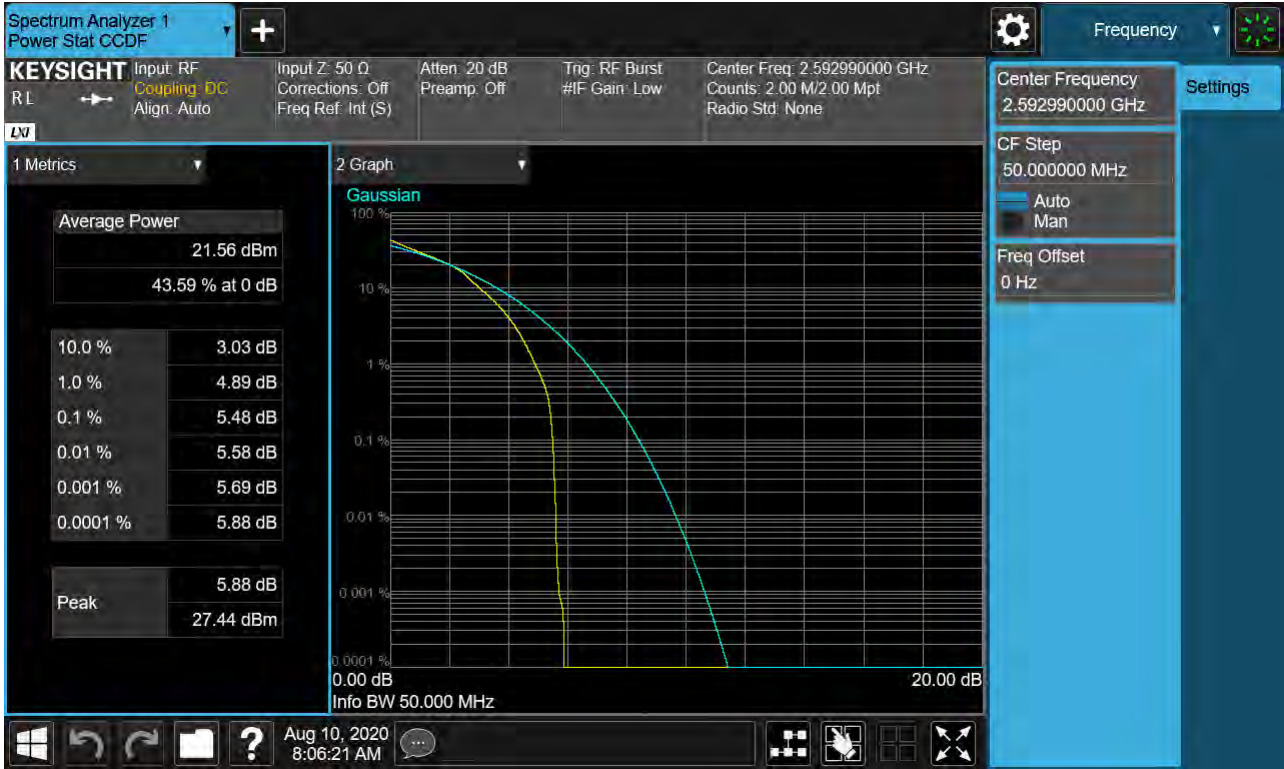 Spectrum Analyzer 1
Power Stat CCDF
Frequency
KEYSIGHT
RL
LXI
Input: RF
Coupling: DC
Align: Auto
Input Z: 50 Ω
Corrections: Off
Freq Ref: Int (S)
Atten: 20 dB
Preamp: Off
Trig: RF Burst
#IF Gain: Low
Center Freq: 2.592990000 GHz
Counts: 2.00 M/2.00 Mpt
Radio Std: None
1 Metrics
Average Power
21.56 dBm
43.59 % at 0 dB
10.0 % 3.03 dB
1.0 % 4.89 dB
0.1 % 5.48 dB
0.01 % 5.58 dB
0.001 % 5.69 dB
0.0001 % 5.88 dB
Peak
5.88 dB
27.44 dBm
2 Graph
Gaussian
100 %
10 %
1 %
0.1 %
0.01 %
0.001 %
0.0001 %
0.00 dB 20.00 dB
Info BW 50.000 MHz
Center Frequency
2.592990000 GHz
CF Step
50.000000 MHz
Auto
Man
Freq Offset
0 Hz
Settings
?
Aug 10, 2020
8:06:21 AM